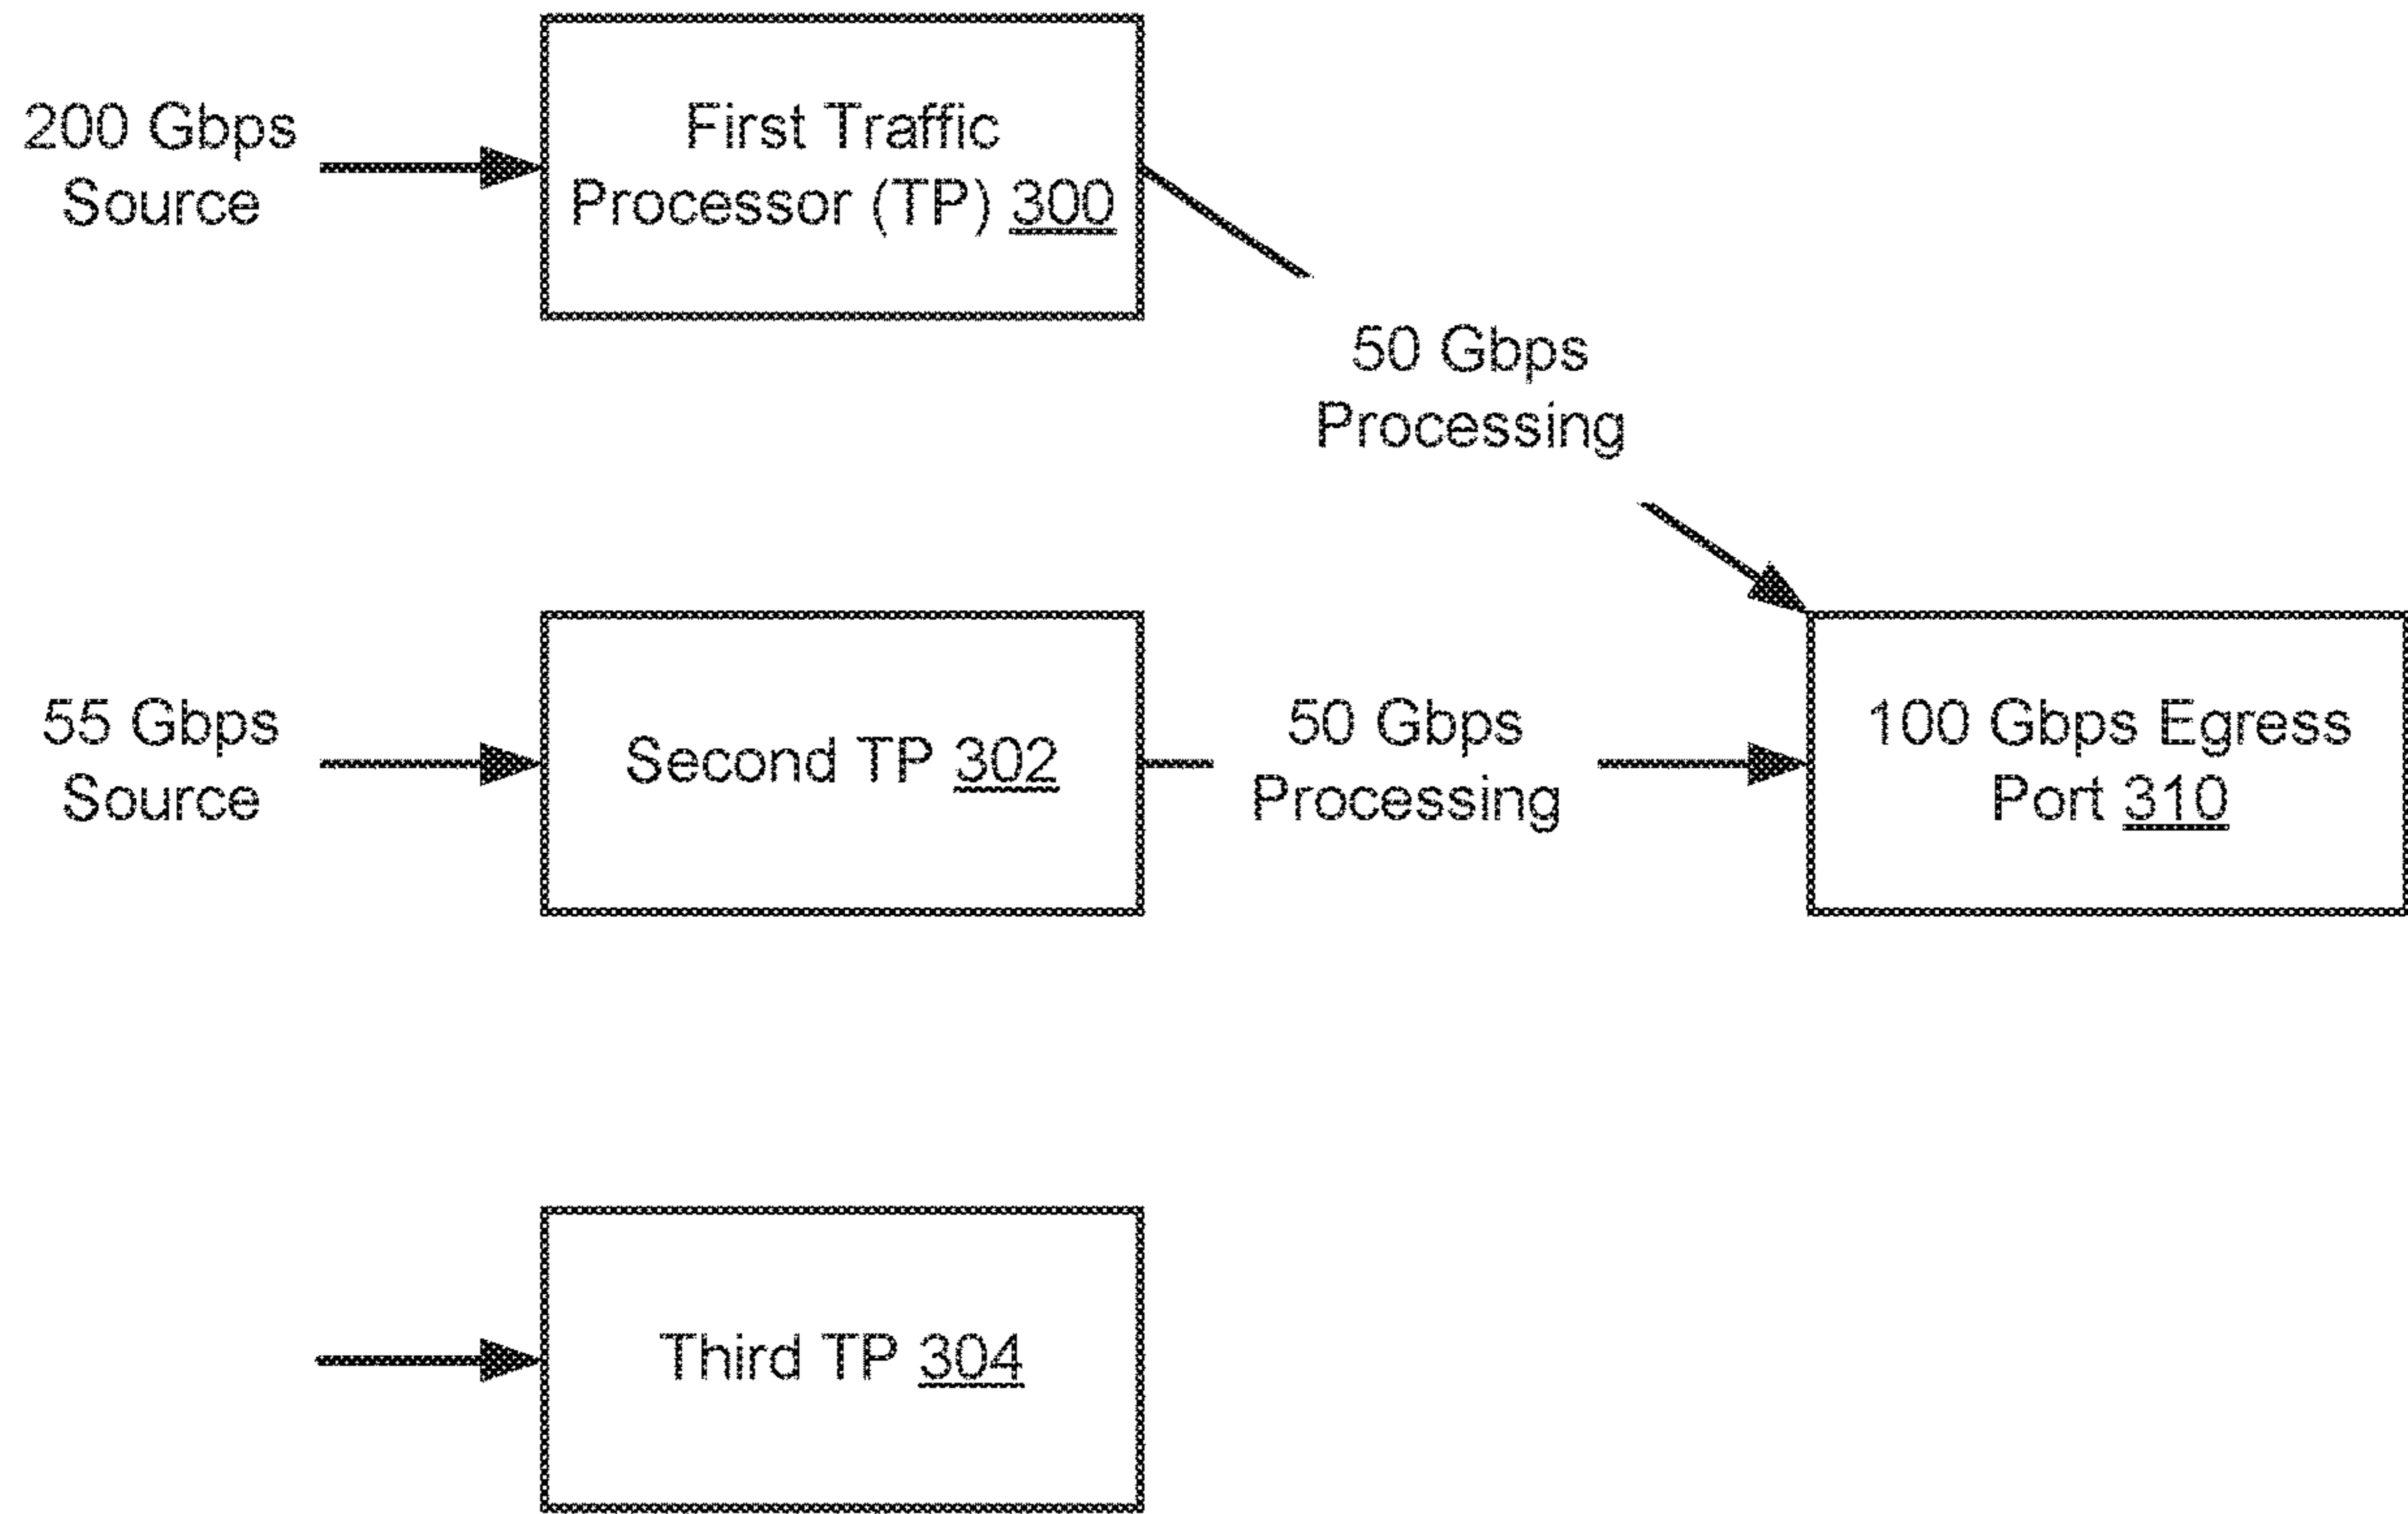 200 Gbps
Source
First Traffic
Processor (TP) 300
50 Gbps
Processing
55 Gbps
Source
Second TP 302
50 Gbps
Processing
100 Gbps Egress
Port 310
Third TP 304